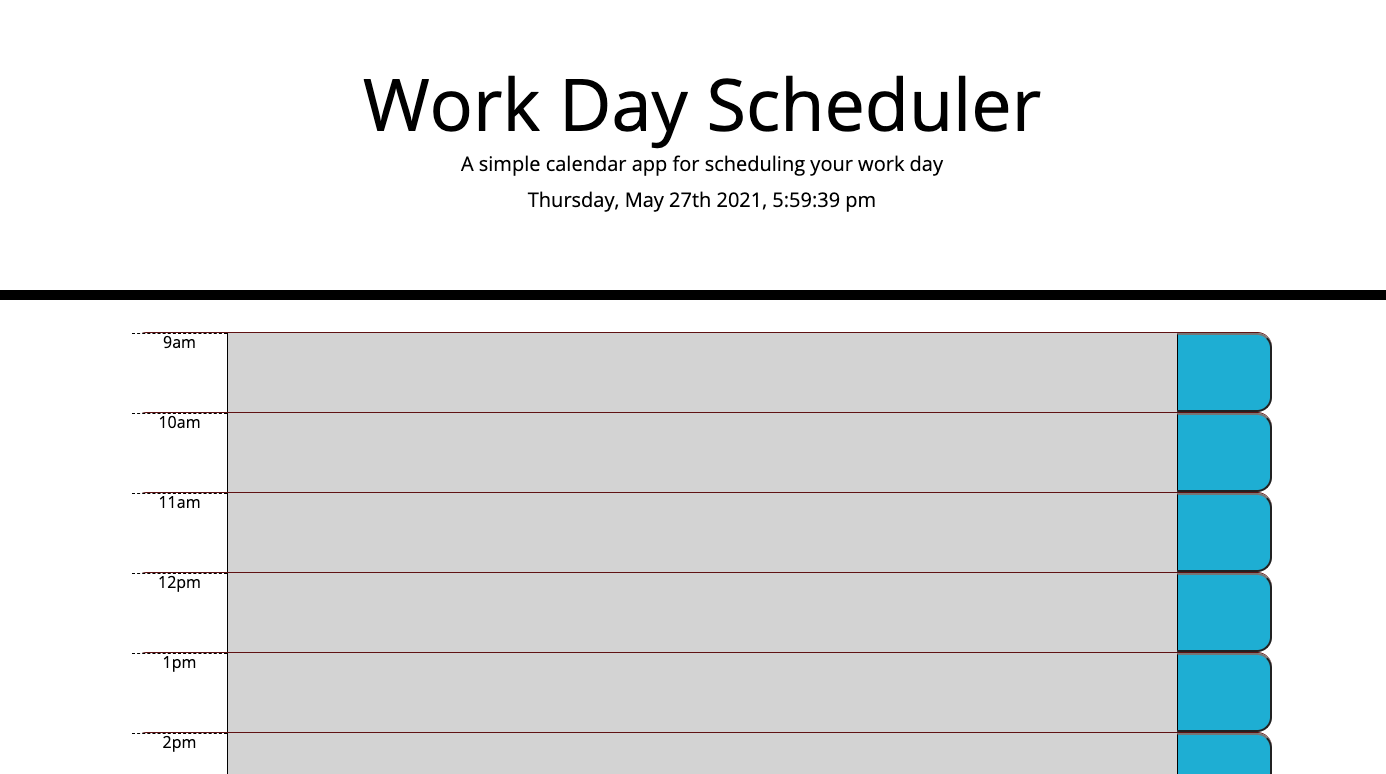 Work Day Scheduler
A simple calendar app for scheduling your work day
Thursday, May 27th 2021, 5:59:39 pm
9am
10am
11am
12pm
1pm
2pm